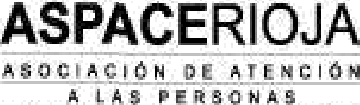 ASPACERIOJA
ASOCIACIÓN DE ATENCIÓN
A LAS PERSONAS